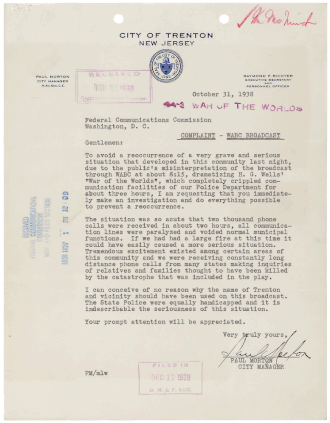 CITY OF TRENTON
NEW JERSEY
PAUL MORTON
CITY MANAGER
RAYMOND F. RICHTER
EXECUTIVE SECRETARY
AND
PERSONNEL OFFICER
RECEIVED
October 31, 1938
WAR OF THE WORLDS
Federal Communications Commission
Washington, D. C.
COMPLAINT - WABC BROADCAST
Gentlemen:
To avoid a reoccurrence of a very grave and serious
situation that developed in this community last night,
due to the public's misinterpretation of the broadcast
through WABC at about 8:15, dramatizing H. G. Wells'
"War of the Worlds", which completely crippled com-
munication facilities of our Police Department for
about three hours, I am requesting that you immediate-
ly make an investigation and do everything possible
to prevent a reoccurrence.
The situation was so acute that two thousand phone
calls were received in about two hours, all communica-
tion lines were paralyzed and voided normal municipal
functions. If we had had a large fire at this time it
could have easily caused a more serious situation.
Tremendous excitement existed among certain areas of
this community and we were receiving constantly long
distance phone calls from many states making inquiries
of relatives and families thought to have been killed
by the catastrophe that was included in the play.
I can conceive of no reason why the name of Trenton
and vicinity should have been used on this broadcast.
The State Police were equally handicapped and it is
indescribable the seriousness of this situation.
Your prompt attention will be appreciated.
Very truly yours,
Paul Morton
PAUL MORTON
CITY MANAGER
PM/mlw
FILED IN